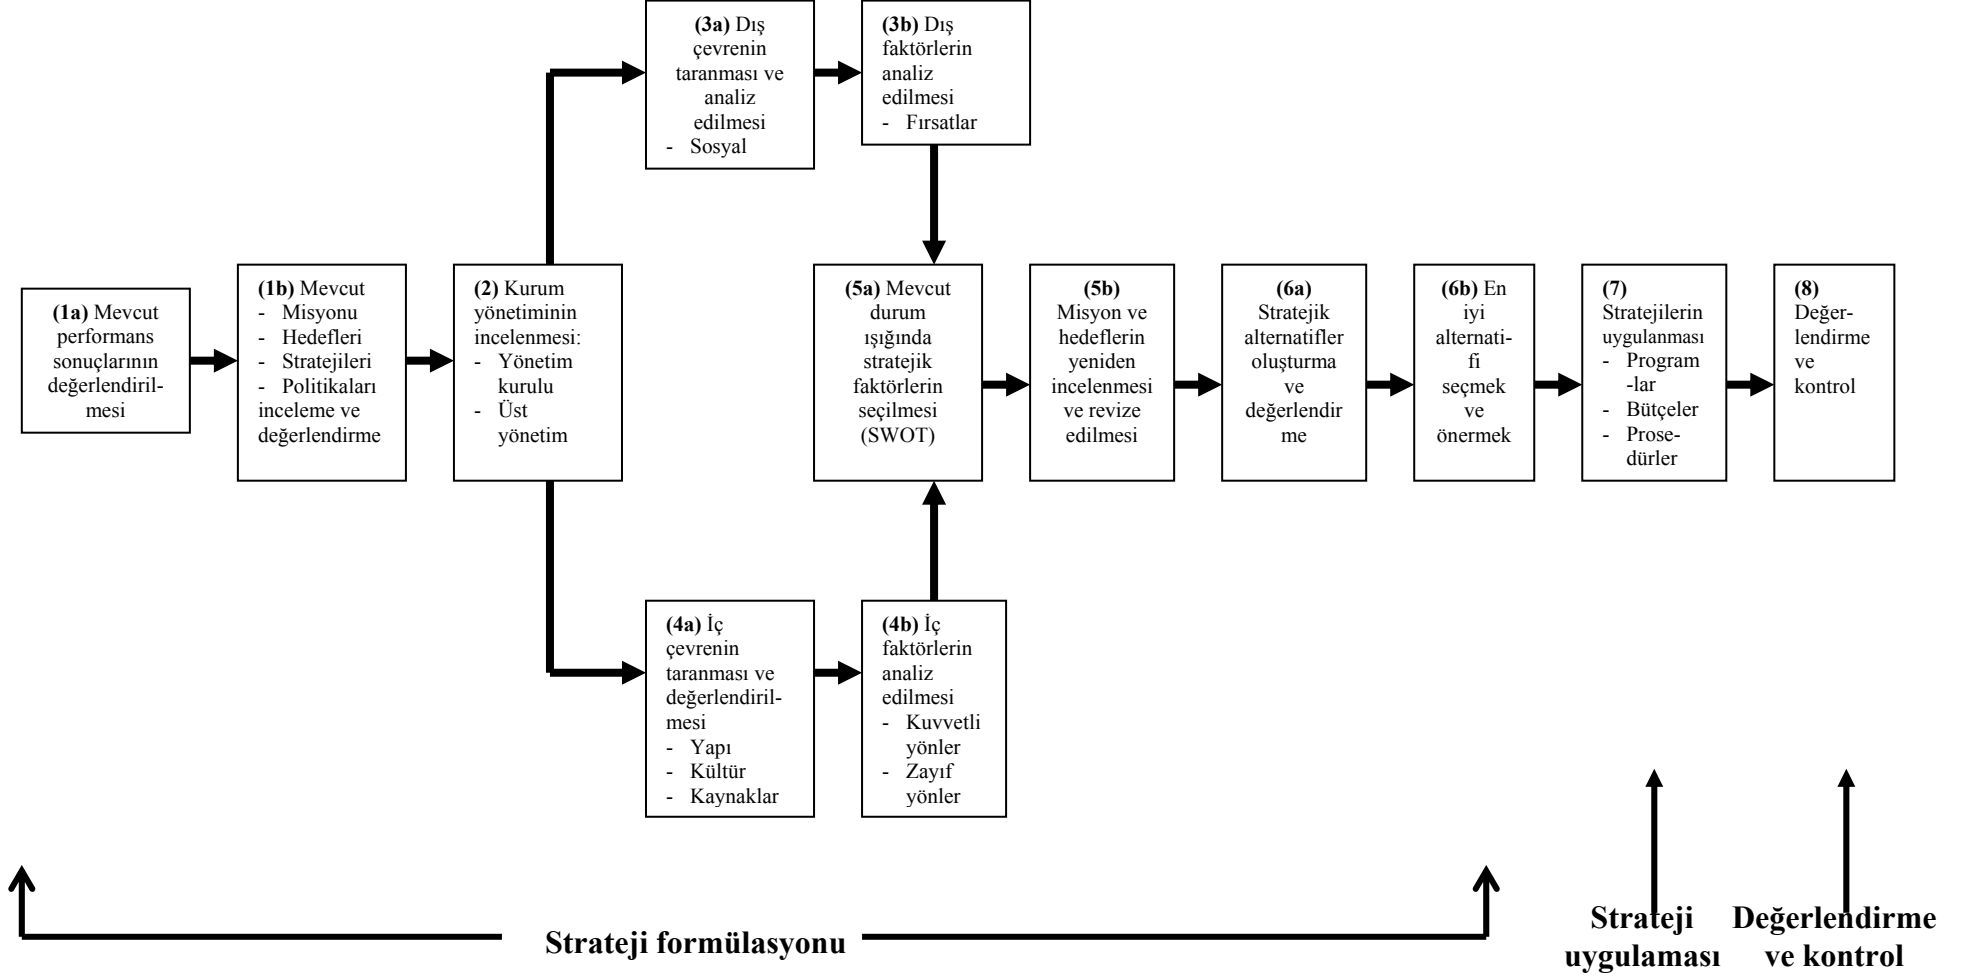 (3a) Dış
çevrenin
taranması ve
analiz
edilmesi
- Sosyal
(3b) Dış
faktörlerin
analiz
edilmesi
- Fırsatlar
(1a) Mevcut
performans
sonuçlarının
değerlendiril-
mesi
(1b) Mevcut
- Misyonu
- Hedefleri
- Stratejileri
- Politikaları
inceleme ve
değerlendirme
(2) Kurum
yönetiminin
incelenmesi:
- Yönetim
kurulu
- Üst
yönetim
(5a) Mevcut
durum
ışığında
stratejik
faktörlerin
seçilmesi
(SWOT)
(5b)
Misyon ve
hedeflerin
yeniden
incelenmesi
ve revize
edilmesi
(6a)
Stratejik
alternatifler
oluşturma
ve
değerlendir
me
(6b) En
iyi
alternati-
fi
seçmek
ve
önermek
(7)
Stratejilerin
uygulanması
- Program
-lar
- Bütçeler
- Prose-
dürler
(8)
Değer-
lendirme
ve
kontrol
(4a) İç
çevrenin
taranması ve
değerlendiril-
mesi
- Yapı
- Kültür
- Kaynaklar
(4b) İç
faktörlerin
analiz
edilmesi
- Kuvvetli
yönler
- Zayıf
yönler
Strateji formülasyonu
Strateji
uygulaması
Değerlendirme
ve kontrol